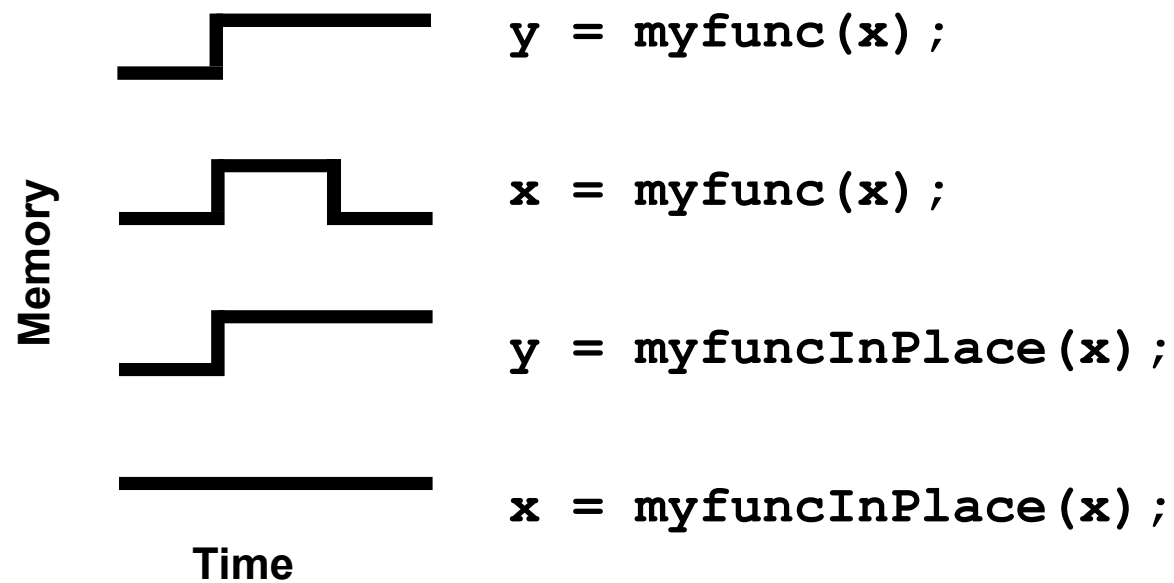 y = myfunc(x);
x = myfunc(x);
Memory
y = myfuncInPlace(x);
x = myfuncInPlace(x);
Time